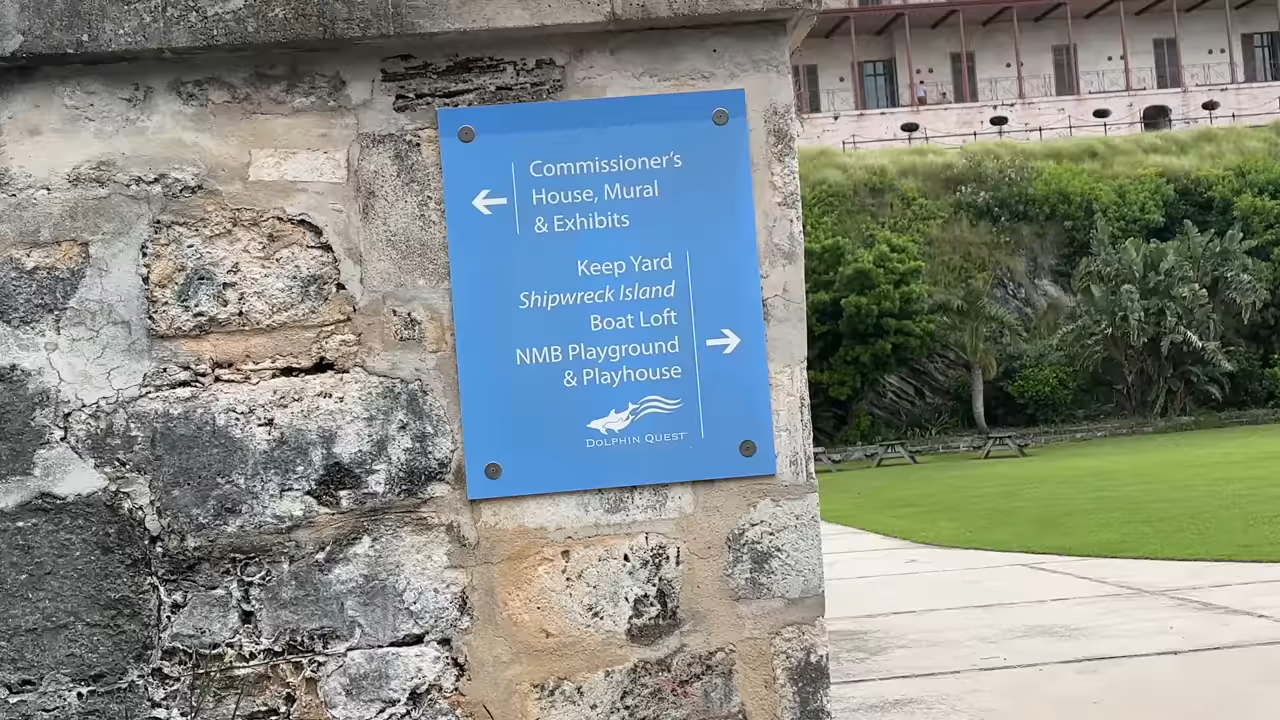 Commissioner's
House, Mural
& Exhibits
Keep Yard
Shipwreck Island
Boat Loft
NMB Playground
& Playhouse
DOLPHIN QUEST